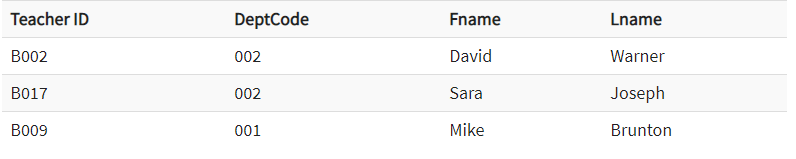 Teacher ID DeptCode Fname Lname
B002 002 David Warner
B017 002 Sara Joseph
B009 001 Mike Brunton